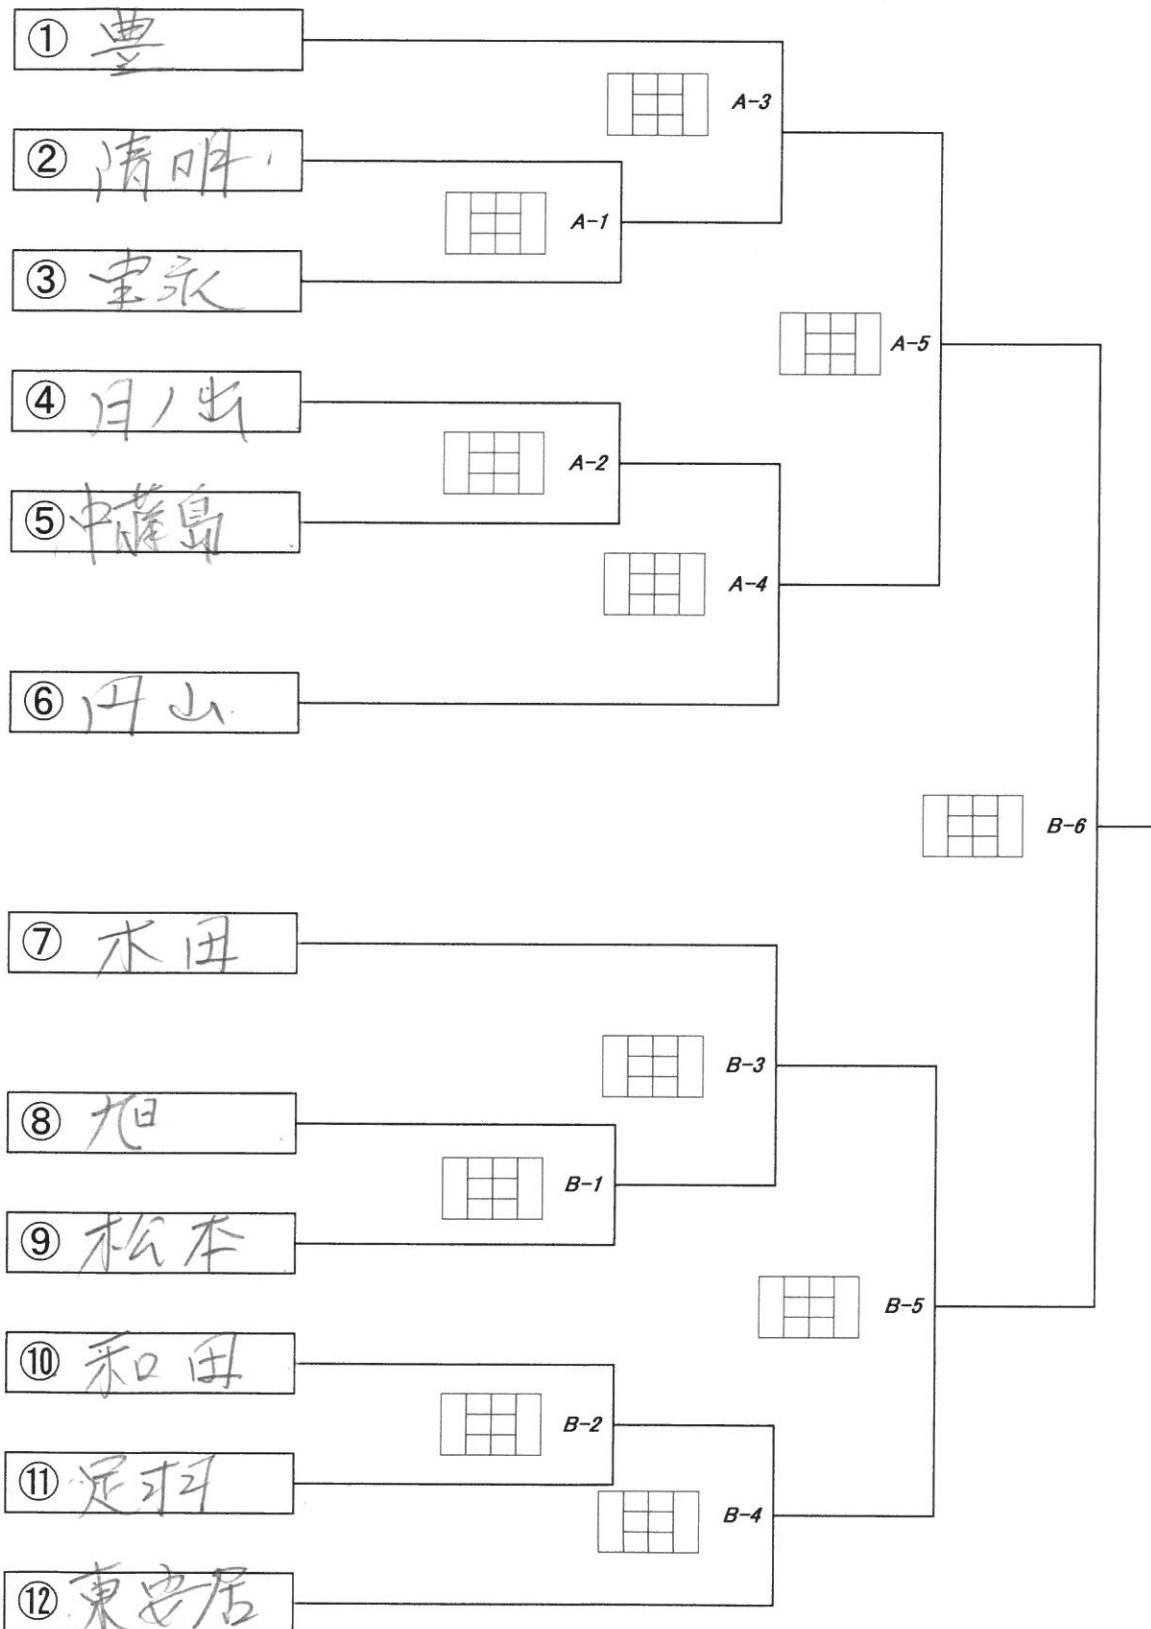 ① 豊
A-3
② 清明
A-1
③ 宝永
A-5
④ 日ノ出
A-2
⑤ 中藤島
A-4
⑥ 円山
B-6
⑦ 木田
B-3
⑧ 旭
B-1
⑨ 松本
B-5
⑩ 和田
B-2
⑪ 足羽
B-4
⑫ 東安居